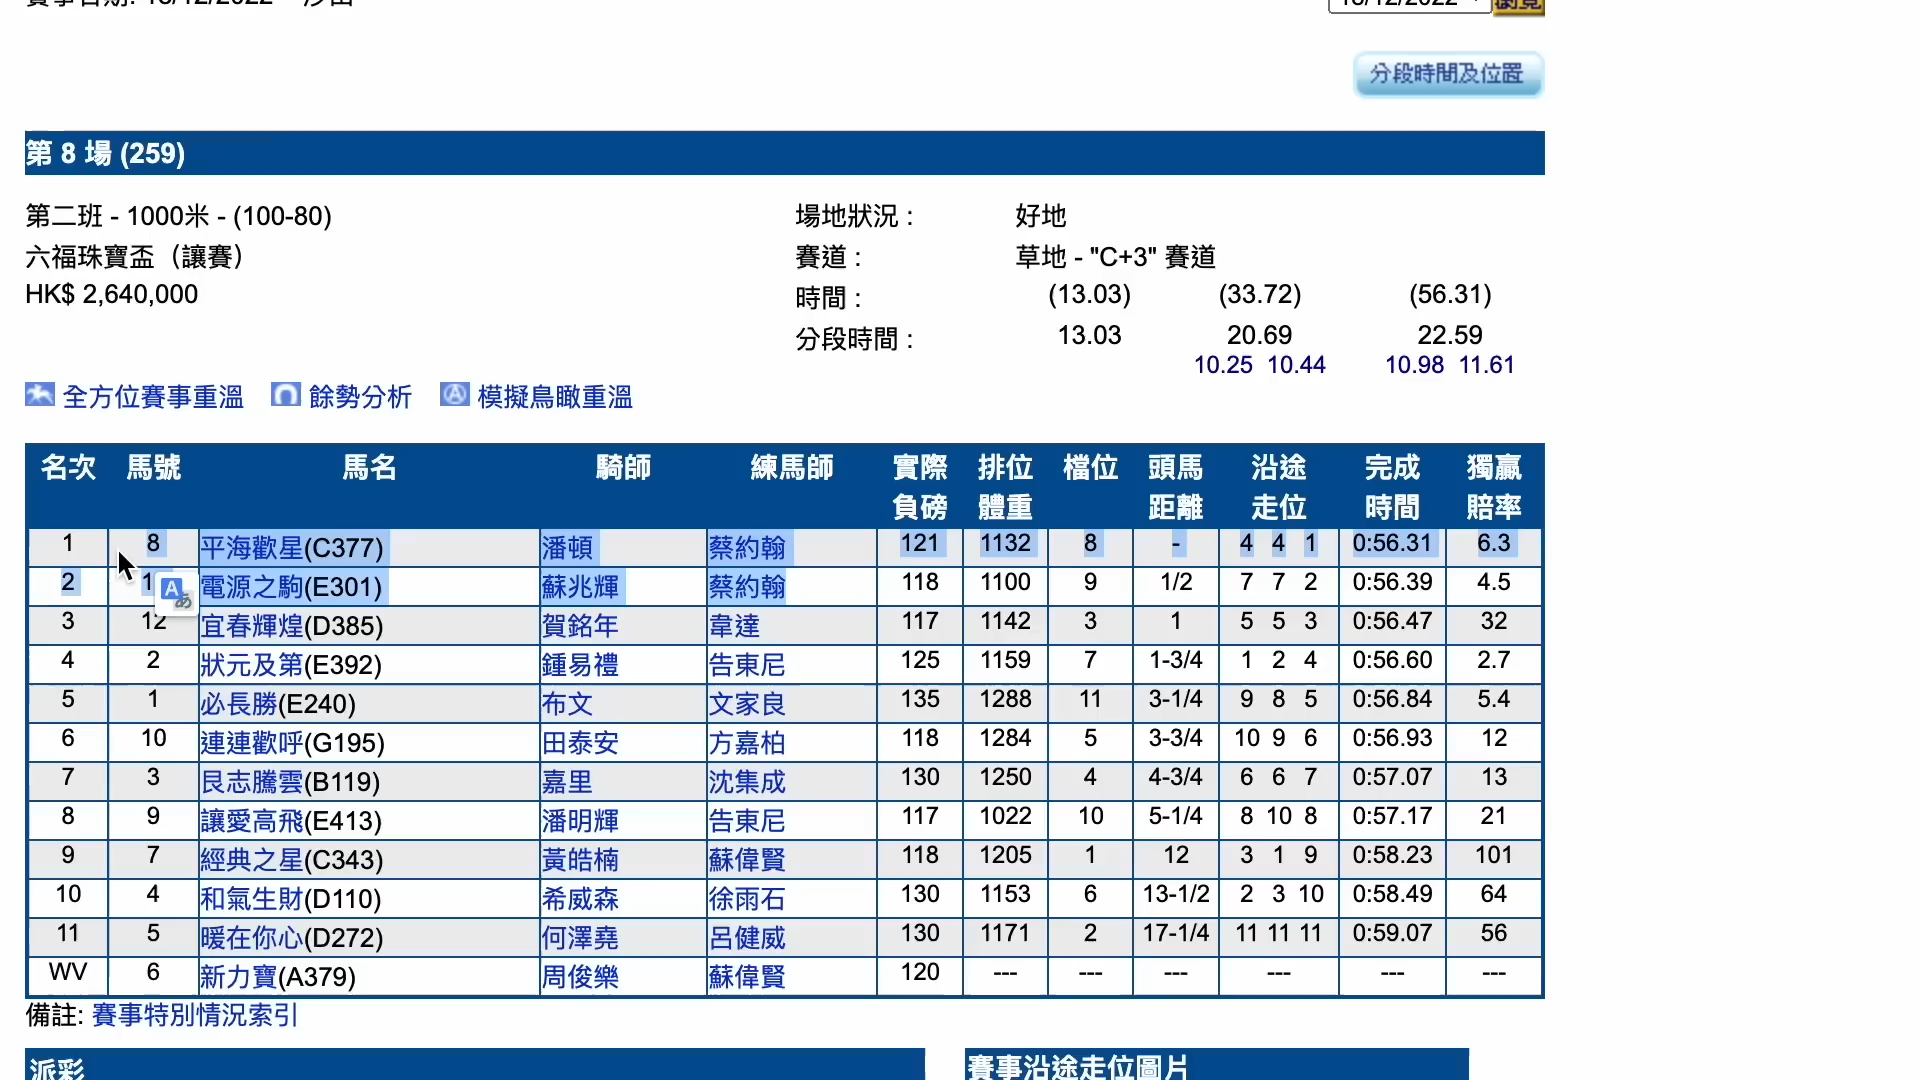 第 8 場 (259)
分段時間及位置
第二班 - 1000米 - (100-80)
場地狀況 : 好地
六福珠寶盃（讓賽）
賽道 : 草地 - "C+3" 賽道
HK$ 2,640,000
時間 : (13.03) (33.72) (56.31)
分段時間 : 13.03 20.69 22.59
10.25 10.44 10.98 11.61
全方位賽事重溫 餘勢分析 模擬鳥瞰重溫
名次 馬號 馬名 騎師 練馬師 實際負磅 排位體重 檔位 頭馬距離 沿途走位 完成時間 獨贏賠率
1 8 平海歡星(C377) 潘頓 蔡約翰 121 1132 8 - 4 4 1 0:56.31 6.3
2 電源之駒(E301) 蘇兆輝 蔡約翰 118 1100 9 1/2 7 7 2 0:56.39 4.5
3 12 宜春輝煌(D385) 賀銘年 韋達 117 1142 3 1 5 5 3 0:56.47 32
4 2 狀元及第(E392) 鍾易禮 告東尼 125 1159 7 1-3/4 1 2 4 0:56.60 2.7
5 1 必長勝(E240) 布文 文家良 135 1288 11 3-1/4 9 8 5 0:56.84 5.4
6 10 連連歡呼(G195) 田泰安 方嘉柏 118 1284 5 3-3/4 10 9 6 0:56.93 12
7 3 艮志騰雲(B119) 嘉里 沈集成 130 1250 4 4-3/4 6 6 7 0:57.07 13
8 9 讓愛高飛(E413) 潘明輝 告東尼 117 1022 10 5-1/4 8 10 8 0:57.17 21
9 7 經典之星(C343) 黃皓楠 蘇偉賢 118 1205 1 12 3 1 9 0:58.23 101
10 4 和氣生財(D110) 希威森 徐雨石 130 1153 6 13-1/2 2 3 10 0:58.49 64
11 5 暖在你心(D272) 何澤堯 呂健威 130 1171 2 17-1/4 11 11 11 0:59.07 56
WV 6 新力寶(A379) 周俊樂 蘇偉賢 120 --- --- --- --- --- ---
備註: 賽事特別情況索引
派彩 賽事沿途走位圖片